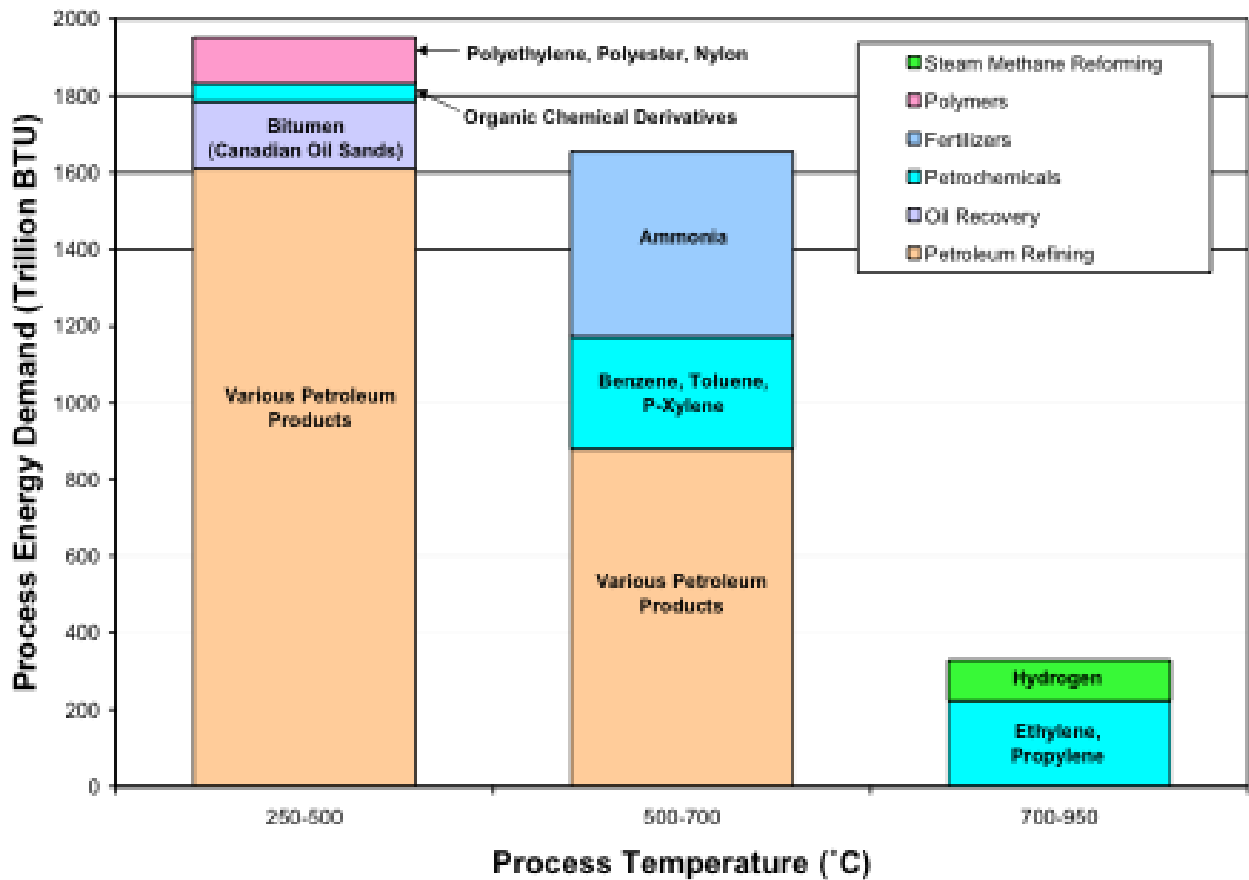 Process Energy Demand (Trillion BTU)
2000
1800
1600
1400
1200
1000
800
600
400
200
0
Polyethylene, Polyester, Nylon
Organic Chemical Derivatives
Bitumen
(Canadian Oil Sands)
Various Petroleum
Products
Ammonia
Benzene, Toluene,
P-Xylene
Various Petroleum
Products
Hydrogen
Ethylene,
Propylene
Steam Methane Reforming
Polymers
Fertilizers
Petrochemicals
Oil Recovery
Petroleum Refining
250-500
500-700
700-950
Process Temperature (˚C)